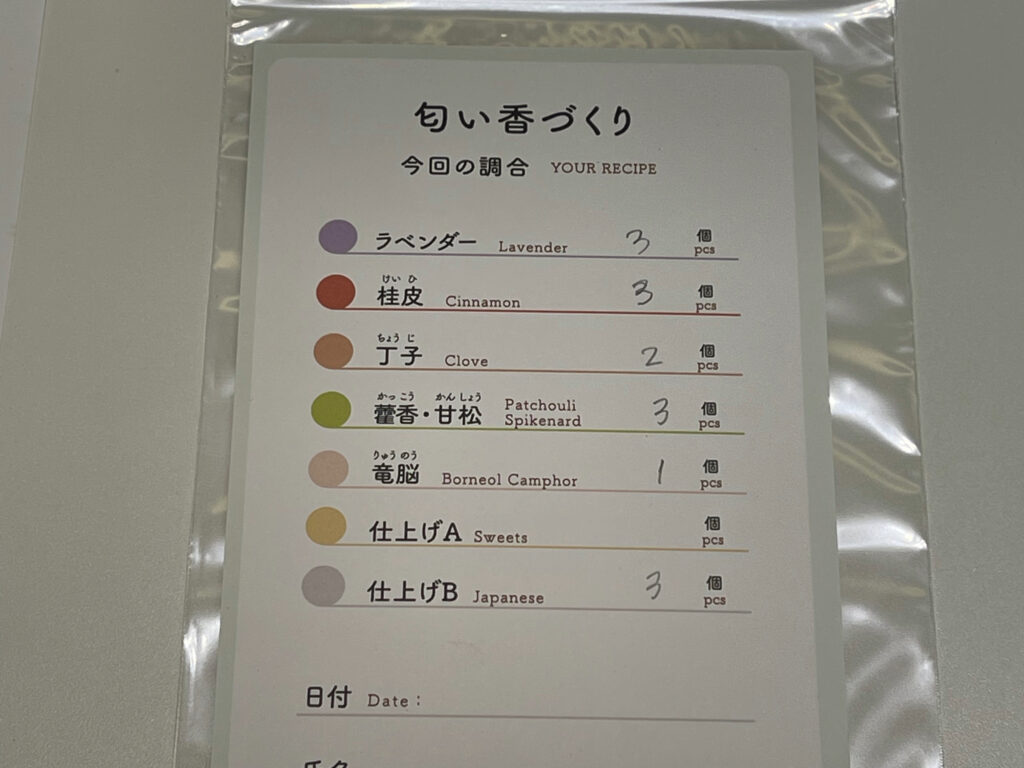 匂い香づくり
今回の調合 YOUR RECIPE
ラベンダー Lavender 3 個 pcs
けい ひ
桂皮 Cinnamon 3 個 pcs
ちょう じ
丁子 Clove 2 個 pcs
かっ こう かん しょう
藿香・甘松 Patchouli Spikenard 3 個 pcs
りゅう のう
竜脳 Borneol Camphor 1 個 pcs
仕上げA Sweets 個 pcs
仕上げB Japanese 3 個 pcs
日付 Date :